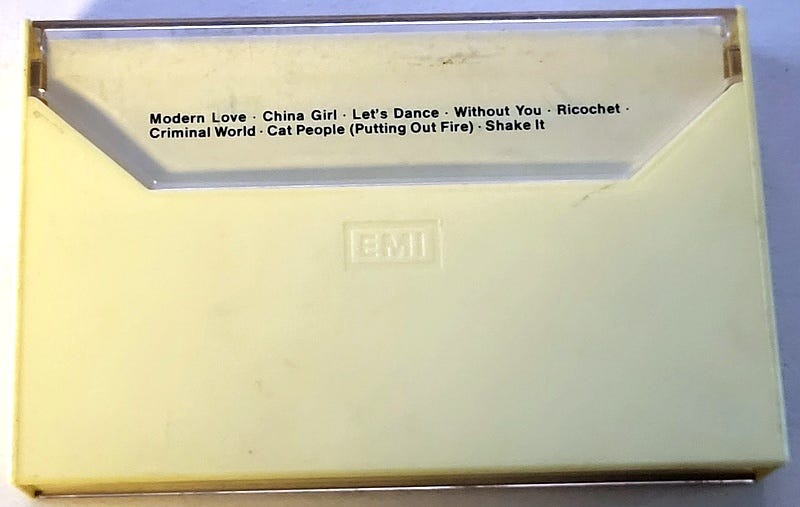 Modern Love · China Girl · Let's Dance · Without You · Ricochet ·
Criminal World · Cat People (Putting Out Fire) · Shake It
EMI